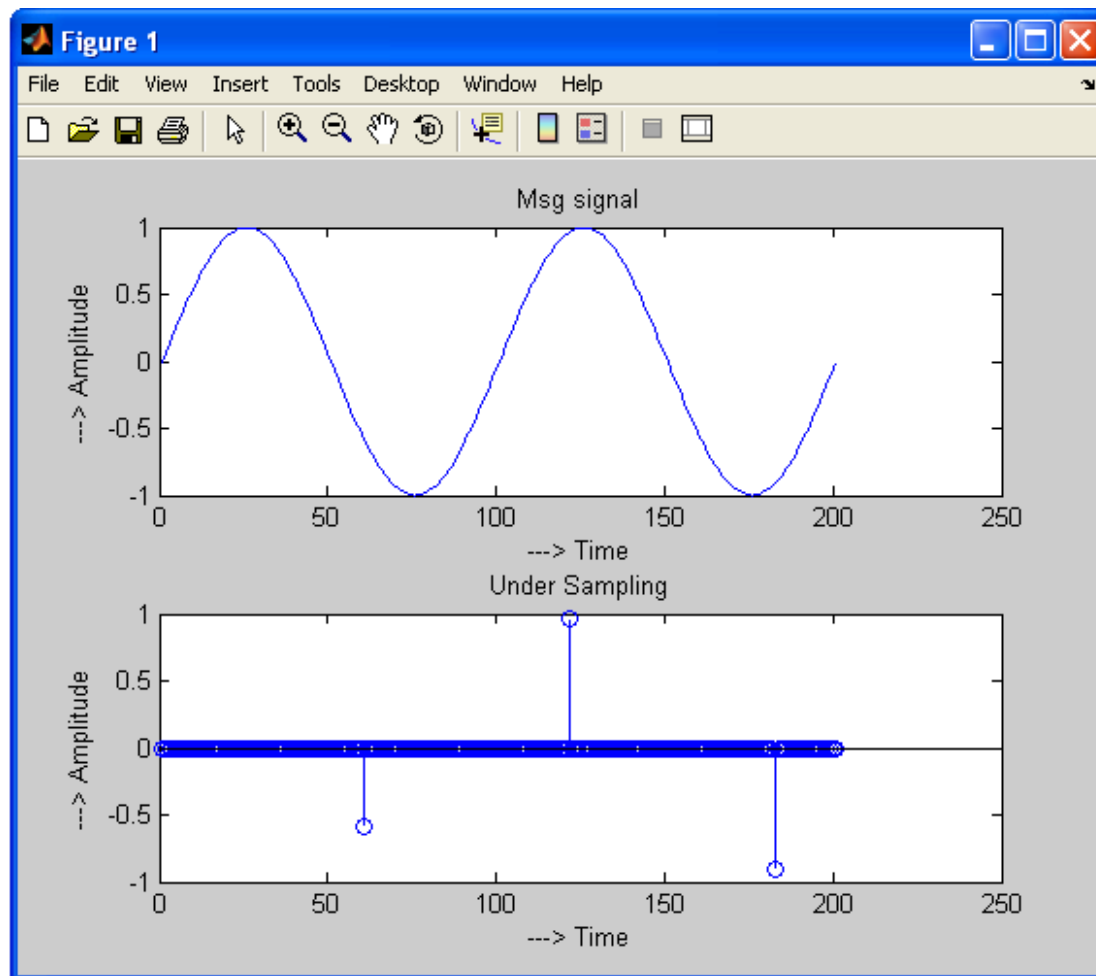 Figure 1
File Edit View Insert Tools Desktop Window Help
Msg signal
---> Amplitude
1
0.5
0
-0.5
-1
0 50 100 150 200 250
---> Time
Under Sampling
---> Amplitude
1
0.5
0
-0.5
-1
0 50 100 150 200 250
---> Time